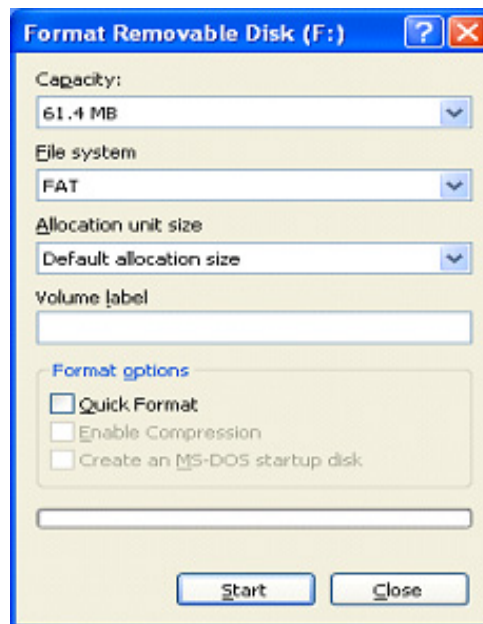 Format Removable Disk (F:)
Capacity:
61.4 MB
File system
FAT
Allocation unit size
Default allocation size
Volume label
Format options
Quick Format
Enable Compression
Create an MS-DOS startup disk
Start Close